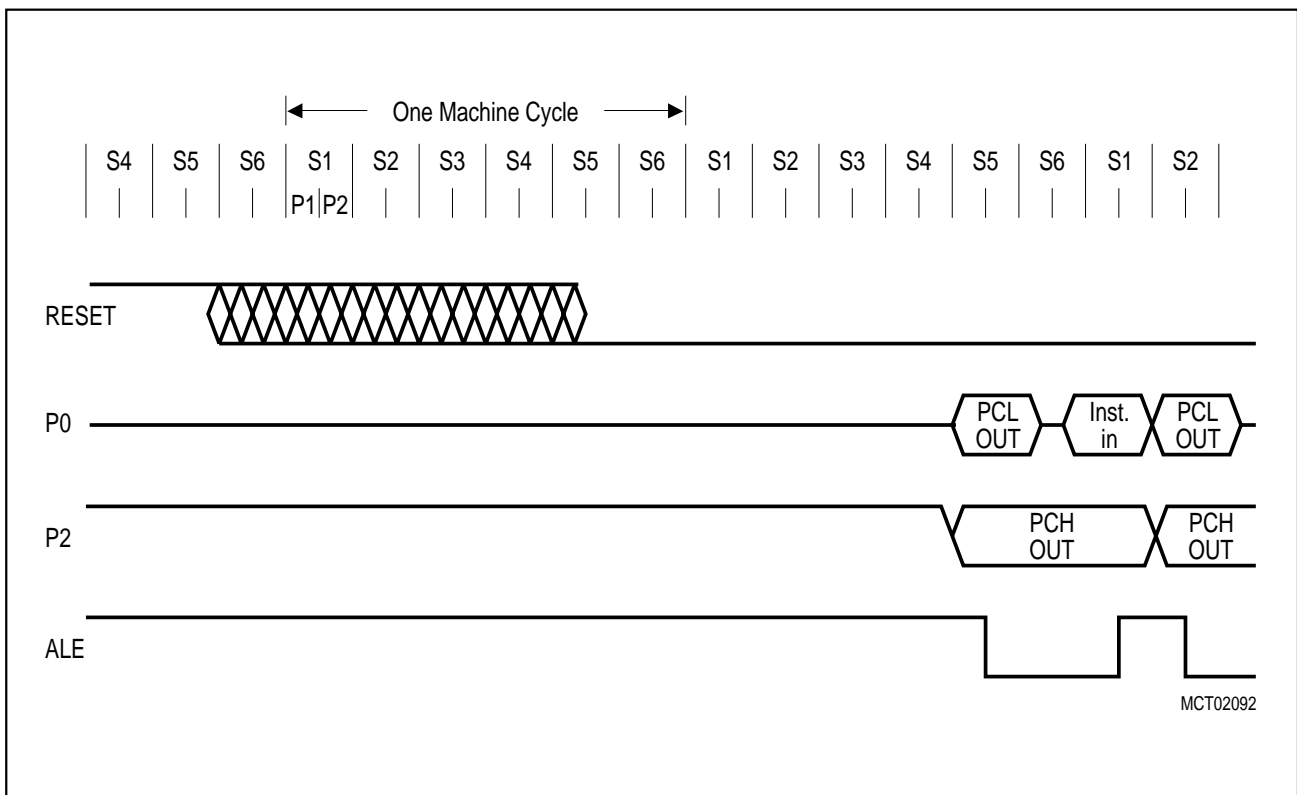 One Machine Cycle
S4 S5 S6 S1 S2 S3 S4 S5 S6 S1 S2 S3 S4 S5 S6 S1 S2
P1 P2
RESET
P0
PCL
OUT
Inst.
in
PCL
OUT
P2
PCH
OUT
PCH
OUT
ALE
MCT02092